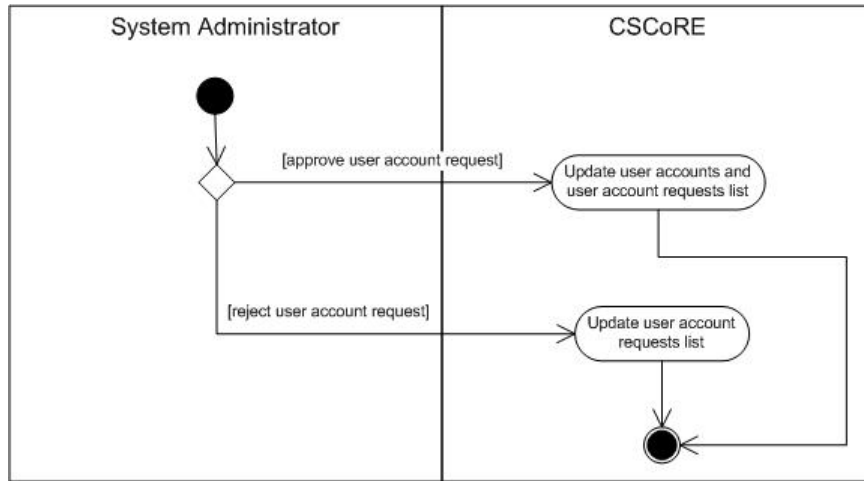 System Administrator
CSCoRE
[approve user account request]
Update user accounts and
user account requests list
[reject user account request]
Update user account
requests list